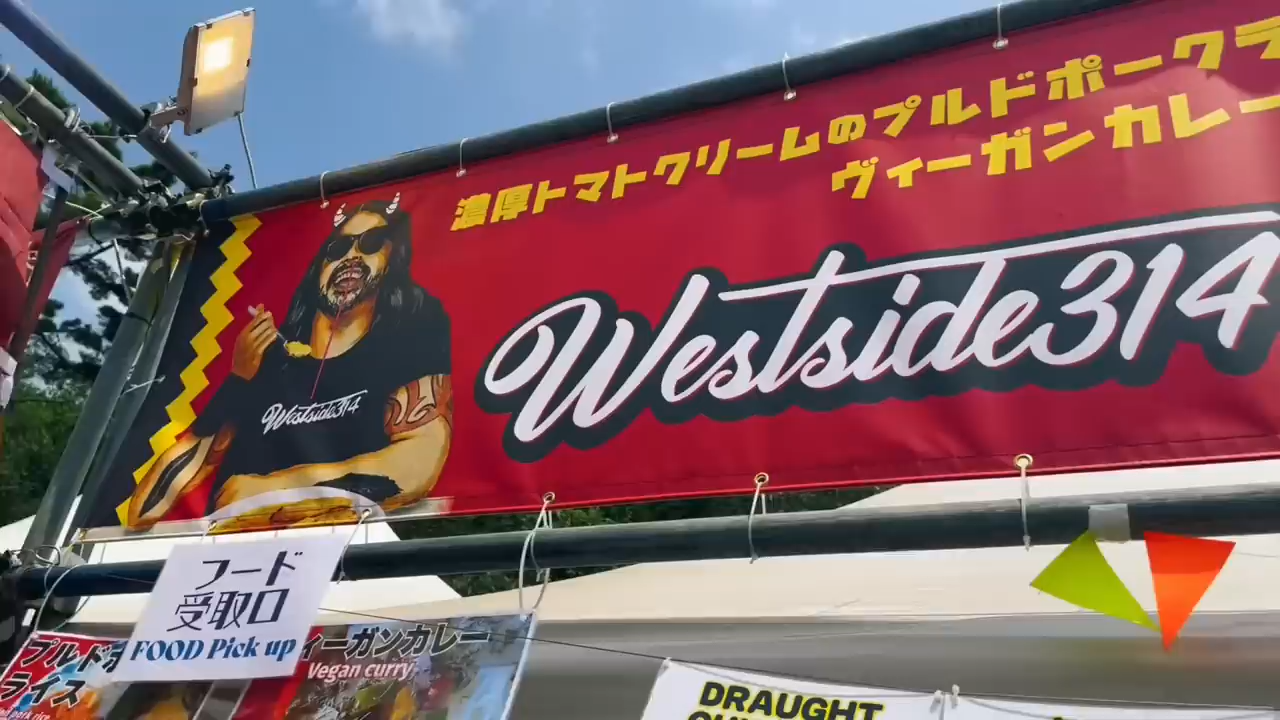 濃厚トマトクリームのプルドポークラ
ヴィーガンカレー
Westside314
Westside314
フード
受取口
FOOD Pick up
プルドポ
ライス
ィーガンカレー
Vegan curry
DRAUGHT